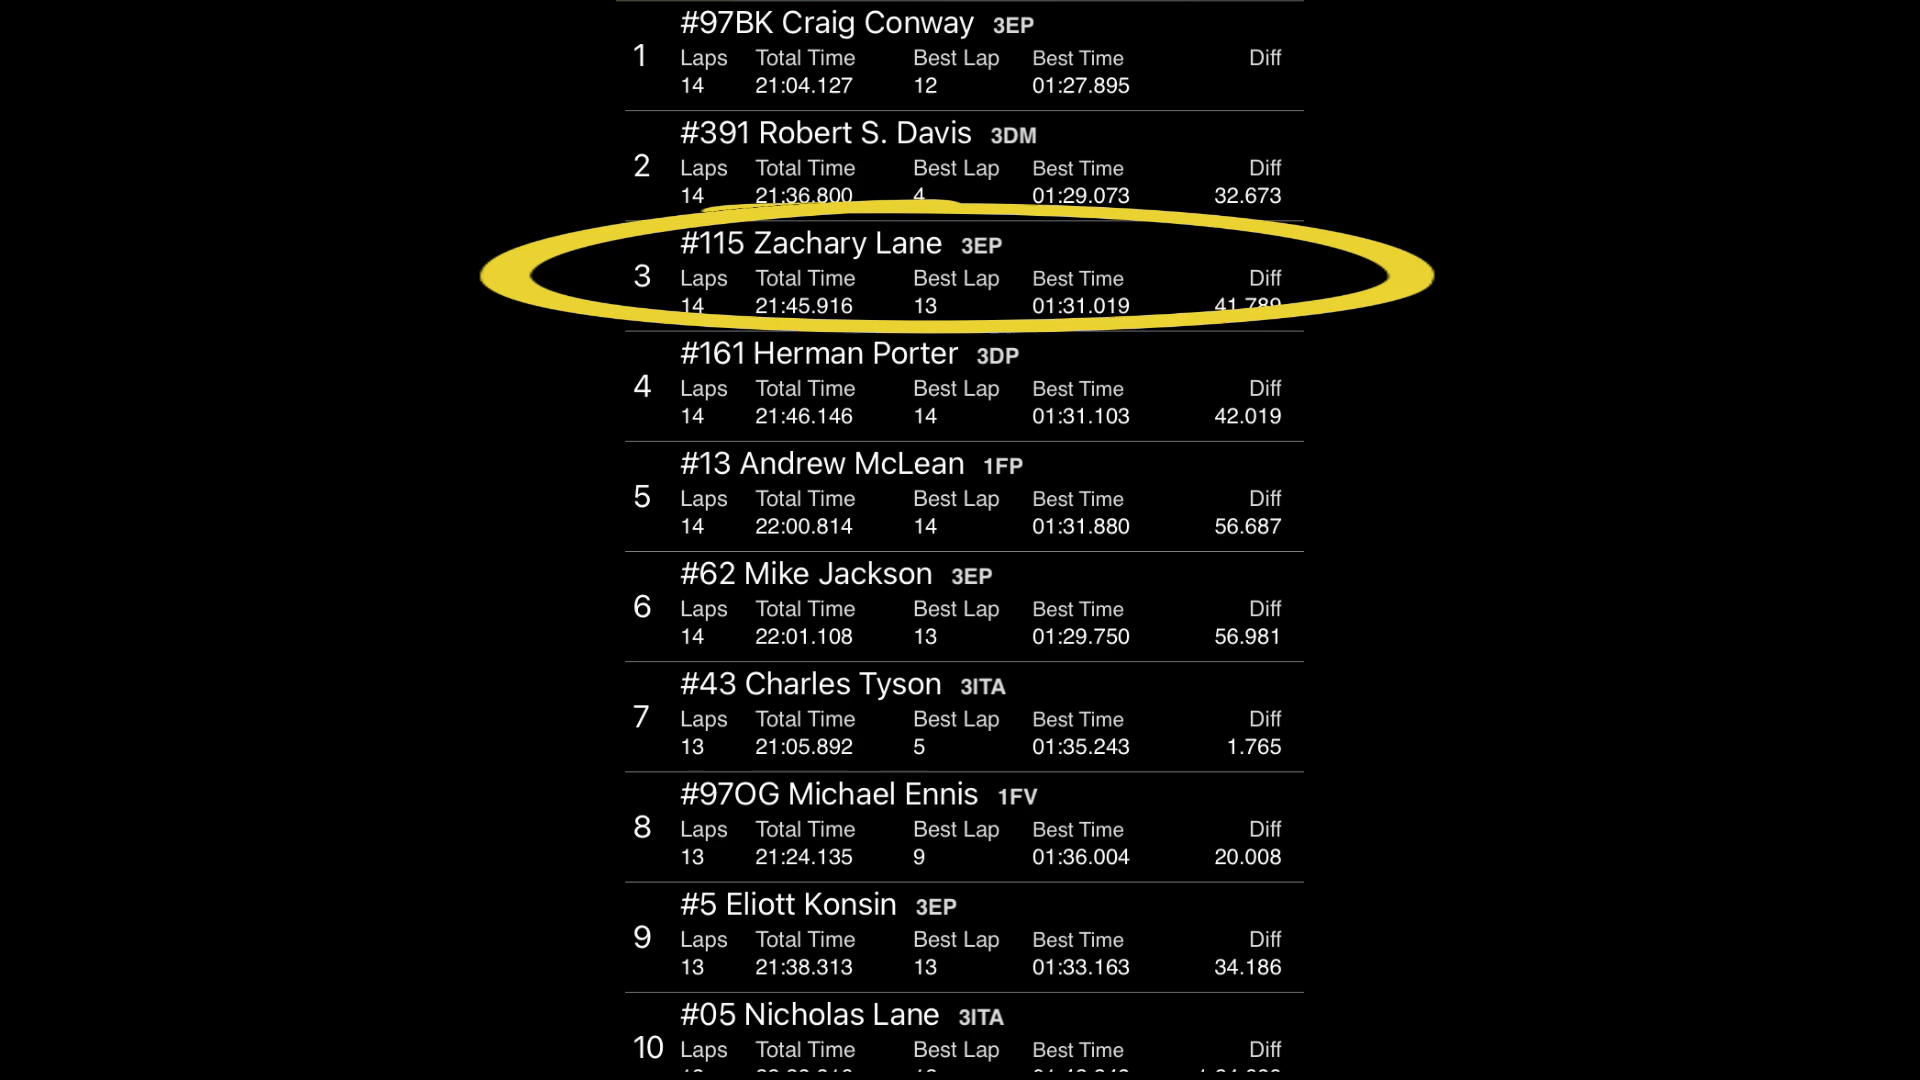 #97BK Craig Conway 3EP
1
Laps Total Time Best Lap Best Time Diff
14 21:04.127 12 01:27.895
#391 Robert S. Davis 3DM
2
Laps Total Time Best Lap Best Time Diff
14 21:36.800 4 01:29.073 32.673
#115 Zachary Lane 3EP
3
Laps Total Time Best Lap Best Time Diff
14 21:45.916 13 01:31.019 41.789
#161 Herman Porter 3DP
4
Laps Total Time Best Lap Best Time Diff
14 21:46.146 14 01:31.103 42.019
#13 Andrew McLean 1FP
5
Laps Total Time Best Lap Best Time Diff
14 22:00.814 14 01:31.880 56.687
#62 Mike Jackson 3EP
6
Laps Total Time Best Lap Best Time Diff
14 22:01.108 13 01:29.750 56.981
#43 Charles Tyson 3ITA
7
Laps Total Time Best Lap Best Time Diff
13 21:05.892 5 01:35.243 1.765
#97OG Michael Ennis 1FV
8
Laps Total Time Best Lap Best Time Diff
13 21:24.135 9 01:36.004 20.008
#5 Eliott Konsin 3EP
9
Laps Total Time Best Lap Best Time Diff
13 21:38.313 13 01:33.163 34.186
#05 Nicholas Lane 3ITA
10
Laps Total Time Best Lap Best Time Diff